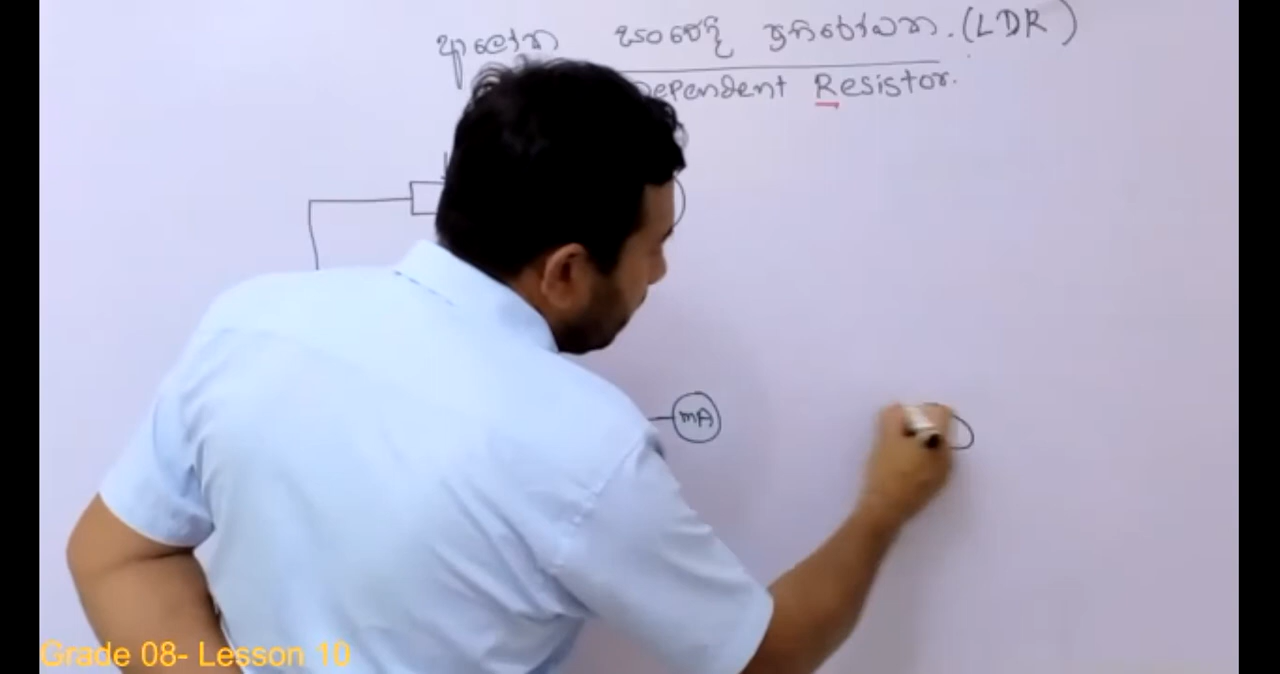 ආලෝක සංවේදී ප්‍රතිරෝධක. (LDR)
Dependent Resistor.
mA
Grade 08- Lesson 10